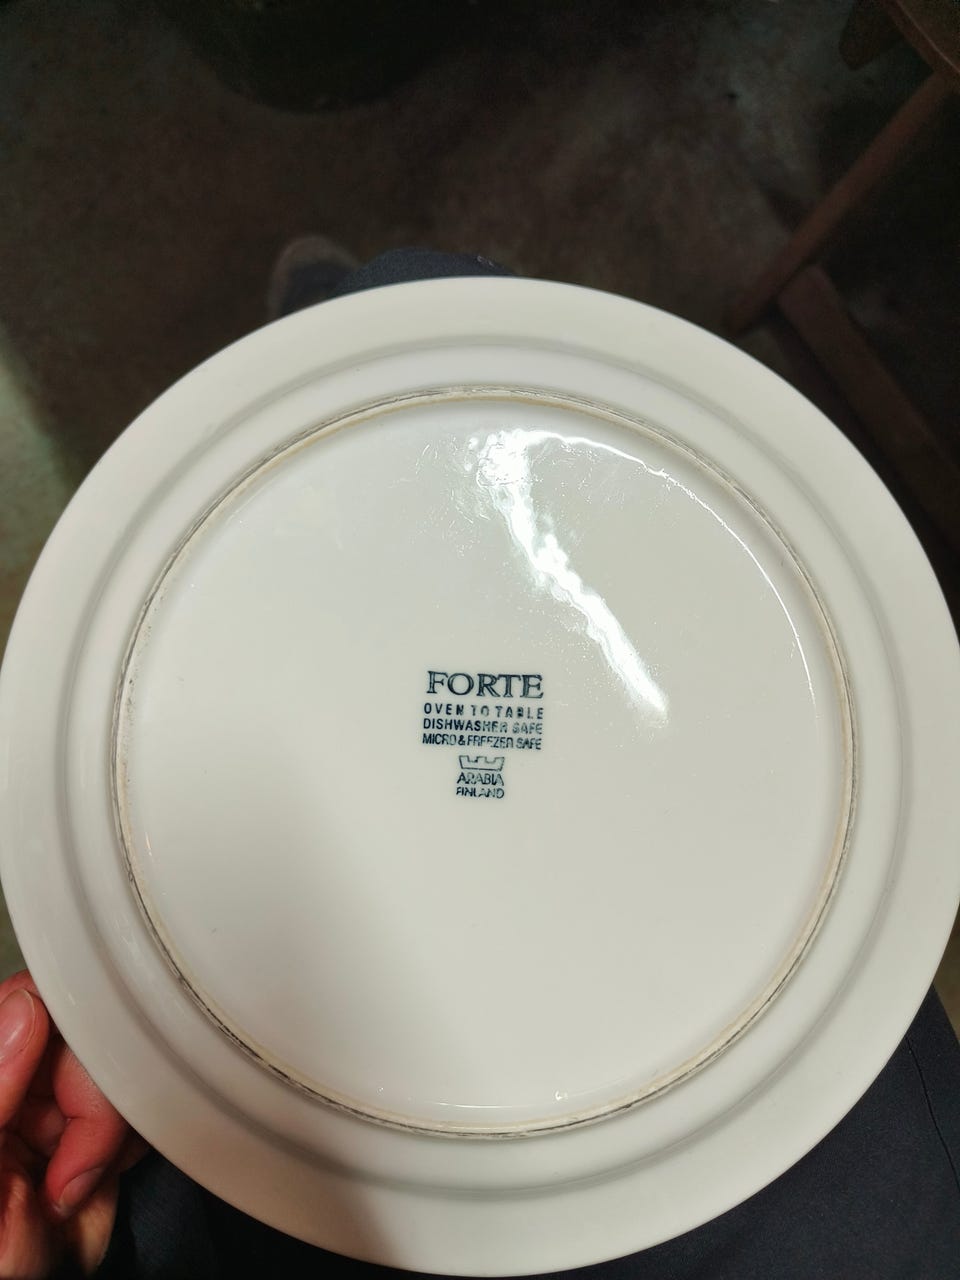 FORTE
OVEN TO TABLE
DISHWASHER SAFE
MICRO & FREEZER SAFE
ARABIA
FINLAND